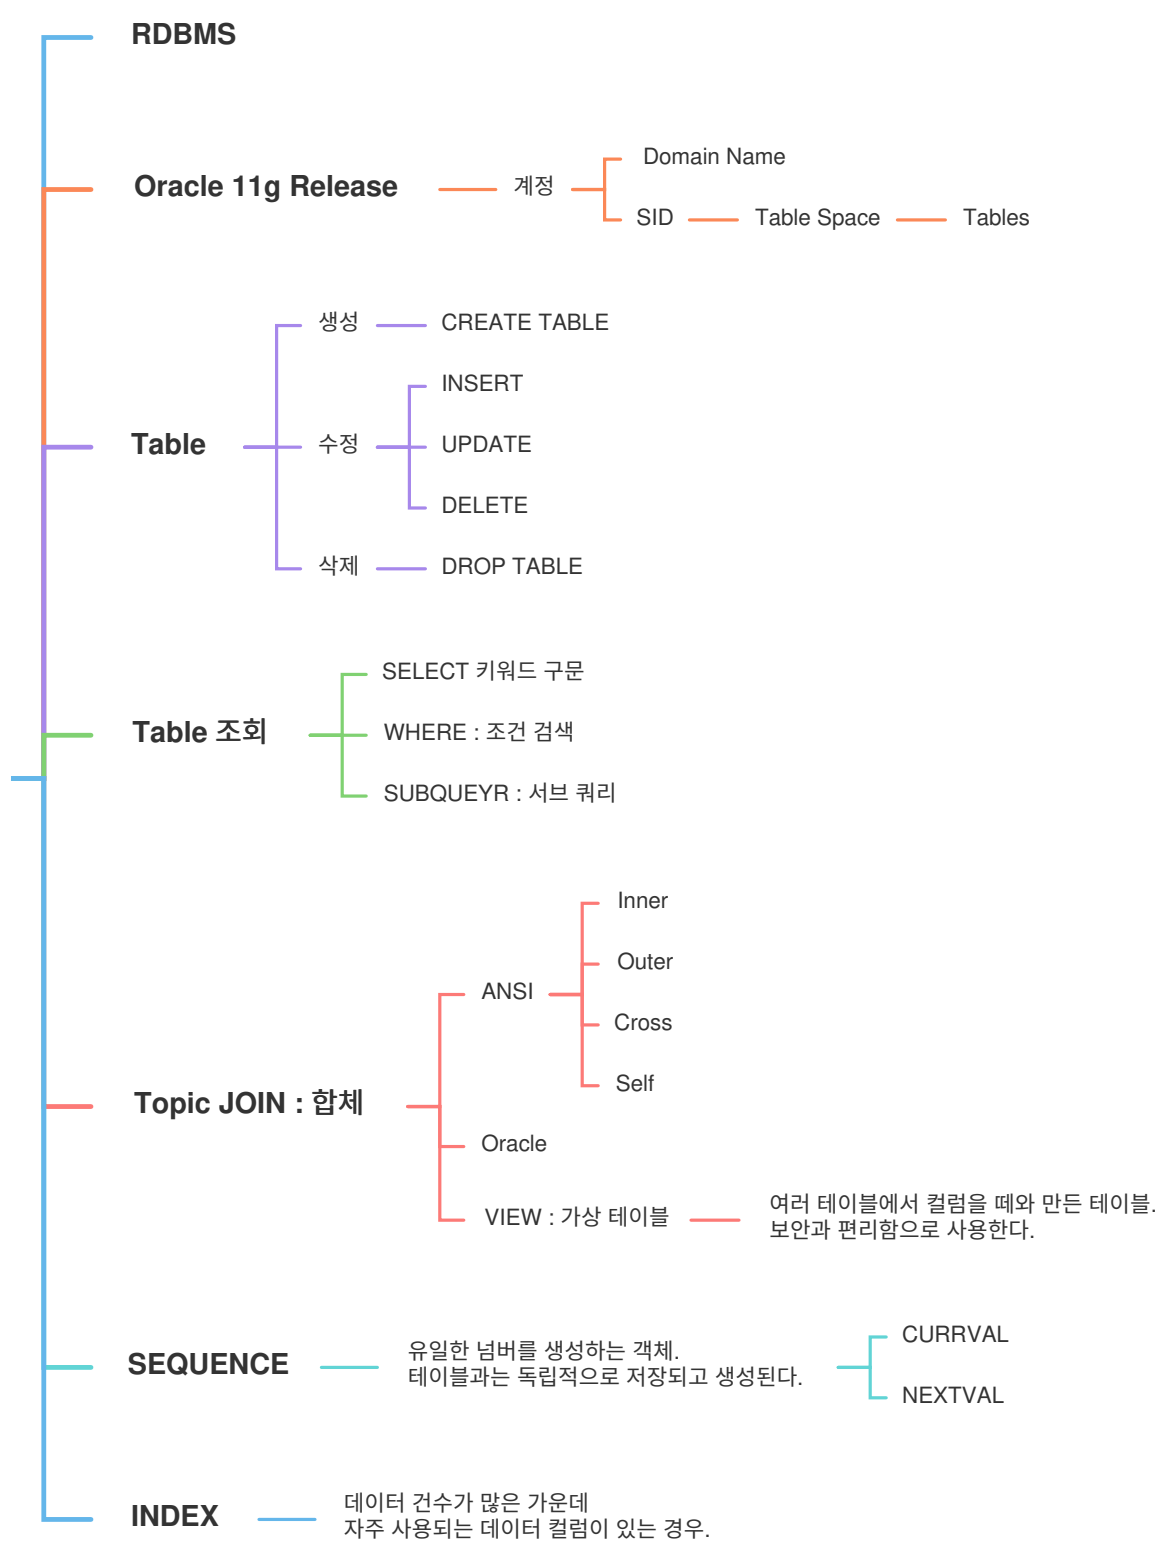 RDBMS
Oracle 11g Release
계정
Domain Name
SID
Table Space
Tables
Table
생성
CREATE TABLE
수정
INSERT
UPDATE
DELETE
삭제
DROP TABLE
Table 조회
SELECT 키워드 구문
WHERE : 조건 검색
SUBQUEYR : 서브 쿼리
Topic JOIN : 합체
ANSI
Inner
Outer
Cross
Self
Oracle
VIEW : 가상 테이블
여러 테이블에서 컬럼을 떼와 만든 테이블.
보안과 편리함으로 사용한다.
SEQUENCE
유일한 넘버를 생성하는 객체.
테이블과는 독립적으로 저장되고 생성된다.
CURRVAL
NEXTVAL
INDEX
데이터 건수가 많은 가운데
자주 사용되는 데이터 컬럼이 있는 경우.